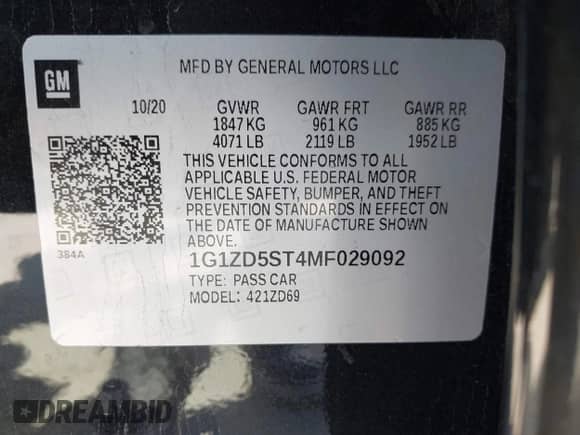 GM
MFD BY GENERAL MOTORS LLC
10/20 GVWR GAWR FRT GAWR RR
1847 KG 961 KG 885 KG
4071 LB 2119 LB 1952 LB
THIS VEHICLE CONFORMS TO ALL
APPLICABLE U.S. FEDERAL MOTOR
VEHICLE SAFETY, BUMPER, AND THEFT
PREVENTION STANDARDS IN EFFECT ON
THE DATE OF MANUFACTURE SHOWN
ABOVE.
384A
1G1ZD5ST4MF029092
TYPE: PASS CAR
MODEL: 421ZD69
DREAMBID